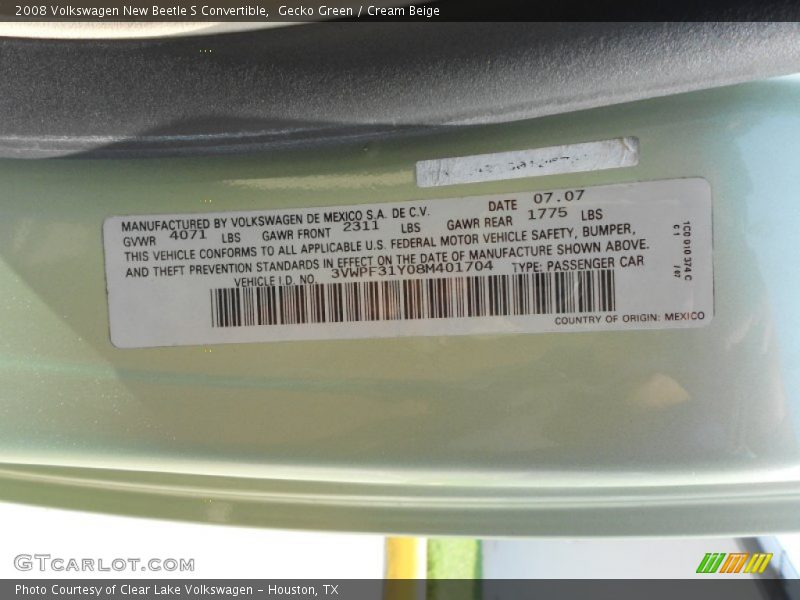 2008 Volkswagen New Beetle S Convertible, Gecko Green / Cream Beige
MANUFACTURED BY VOLKSWAGEN DE MEXICO S.A. DE C.V. DATE 07.07
GVWR 4071 LBS GAWR FRONT 2311 LBS GAWR REAR 1775 LBS
THIS VEHICLE CONFORMS TO ALL APPLICABLE U.S. FEDERAL MOTOR VEHICLE SAFETY, BUMPER,
AND THEFT PREVENTION STANDARDS IN EFFECT ON THE DATE OF MANUFACTURE SHOWN ABOVE.
VEHICLE I.D. NO. 3VWPF31Y08M401704 TYPE: PASSENGER CAR
COUNTRY OF ORIGIN: MEXICO
1C0 010 374 C
GTCARLOT.COM
Photo Courtesy of Clear Lake Volkswagen – Houston, TX